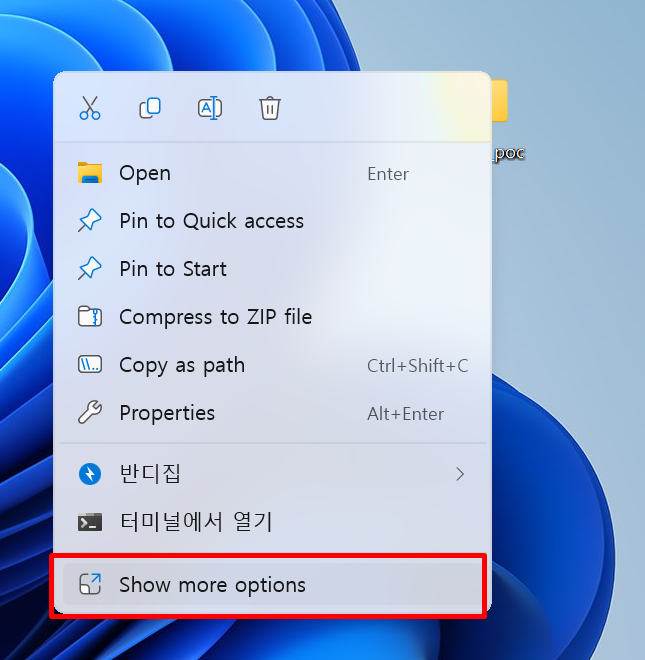 _poc
Open Enter
Pin to Quick access
Pin to Start
Compress to ZIP file
Copy as path Ctrl+Shift+C
Properties Alt+Enter
반디집
터미널에서 열기
Show more options